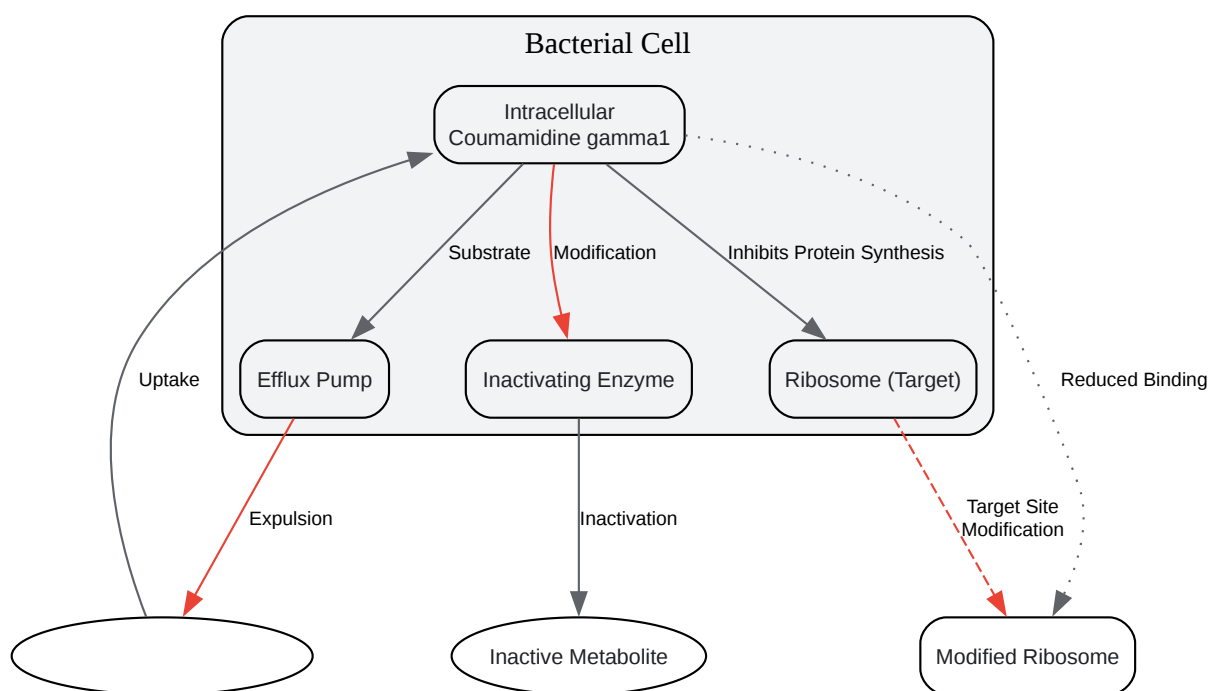 Bacterial Cell
Intracellular
Coumamidine gamma1
Substrate
Modification
Inhibits Protein Synthesis
Efflux Pump
Inactivating Enzyme
Ribosome (Target)
Uptake
Reduced Binding
Expulsion
Inactivation
Target Site
Modification
Inactive Metabolite
Modified Ribosome